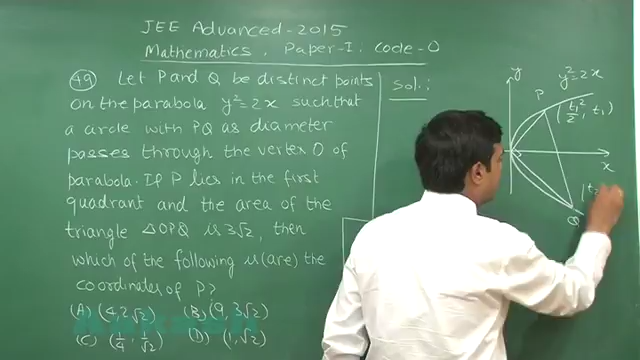 JEE Advanced-2015
Mathematics, Paper-I: Code-0
49 Let P and Q be distinct points
on the parabola y²=2x such that
a circle with PQ as diameter
passes through the vertex O of
parabola. If P lies in the first
quadrant and the area of the
triangle ΔOPQ is 3√2, then
which of the following is(are) the
coordinates of P?
(A) (4, 2√2) (B) (9, 3√2)
(C) (1/4, 1/√2) (D) (1, √2)
Sol:
y
y²=2x
P
(t₁²/2, t₁)
x
(t₂
Q